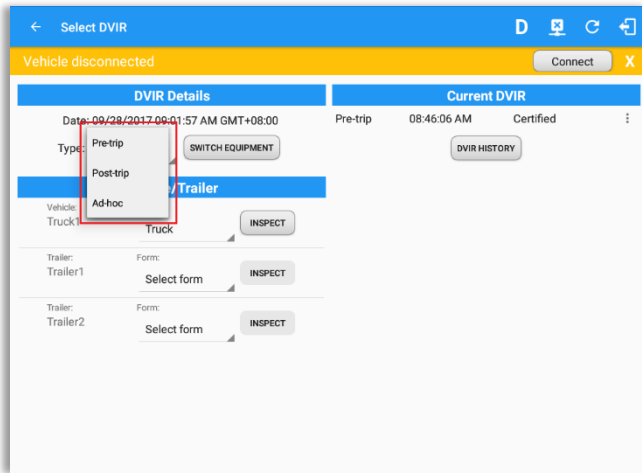 Select DVIR
D
Vehicle disconnected
Connect
X
DVIR Details
Date: 09/28/2017 09:01:57 AM GMT+08:00
Type:
Pre-trip
Post-trip
Ad-hoc
SWITCH EQUIPMENT
e/Trailer
Vehicle:
Truck1
Truck
INSPECT
Trailer:
Form:
Trailer1
Select form
INSPECT
Trailer:
Form:
Trailer2
Select form
INSPECT
Current DVIR
Pre-trip 08:46:06 AM Certified
DVIR HISTORY